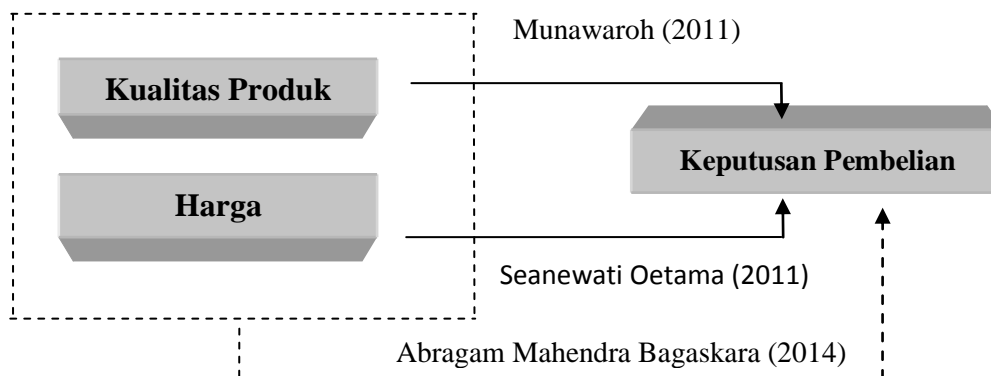 Munawaroh (2011)
Kualitas Produk
Keputusan Pembelian
Harga
Seanewati Oetama (2011)
Abragam Mahendra Bagaskara (2014)